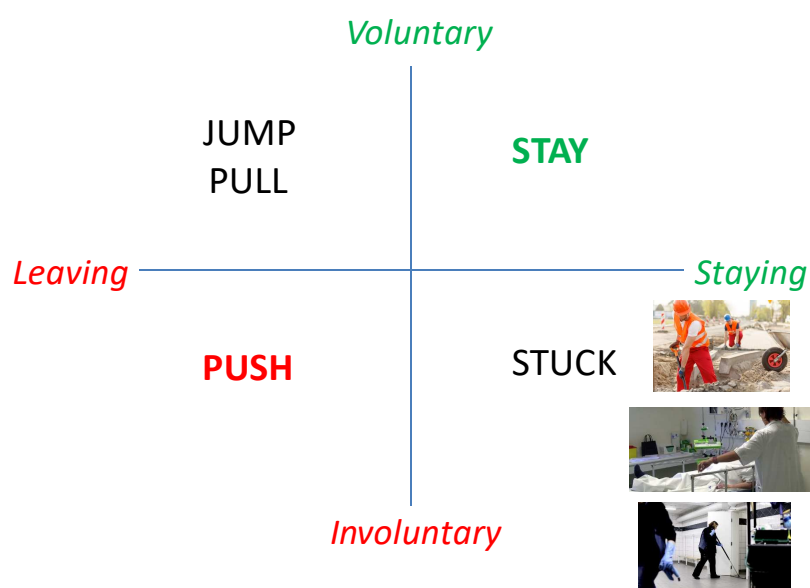 Voluntary
JUMP
PULL
STAY
Leaving
Staying
PUSH
STUCK
Involuntary